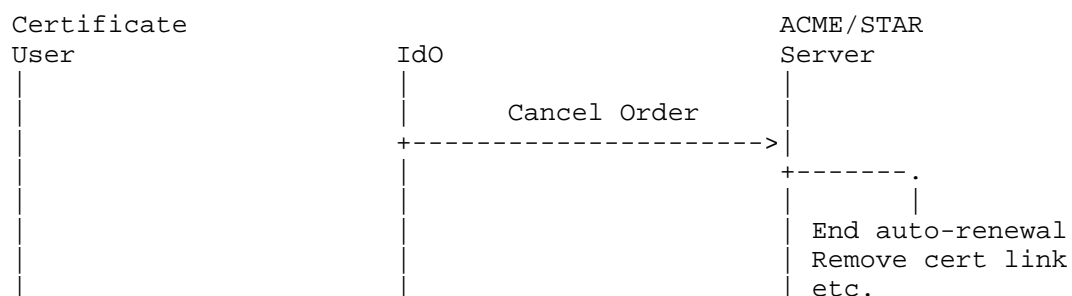 Certificate ACME/STAR
User IdO Server
Cancel Order
End auto-renewal
Remove cert link
etc.